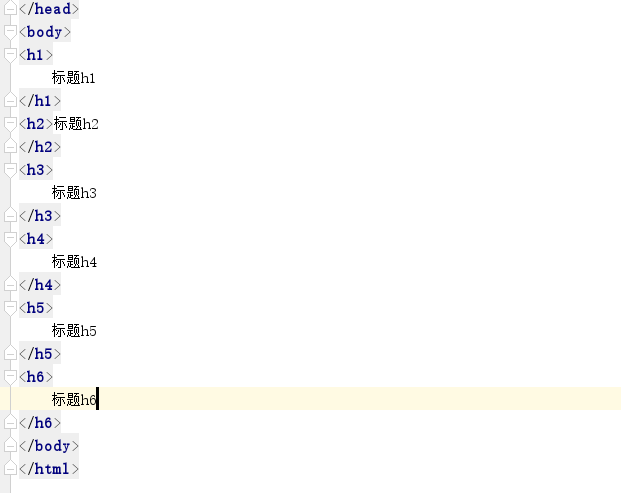 </head>
<body>
<h1>
标题h1
</h1>
<h2>标题h2
</h2>
<h3>
标题h3
</h3>
<h4>
标题h4
</h4>
<h5>
标题h5
</h5>
<h6>
标题h6
</h6>
</body>
</html>